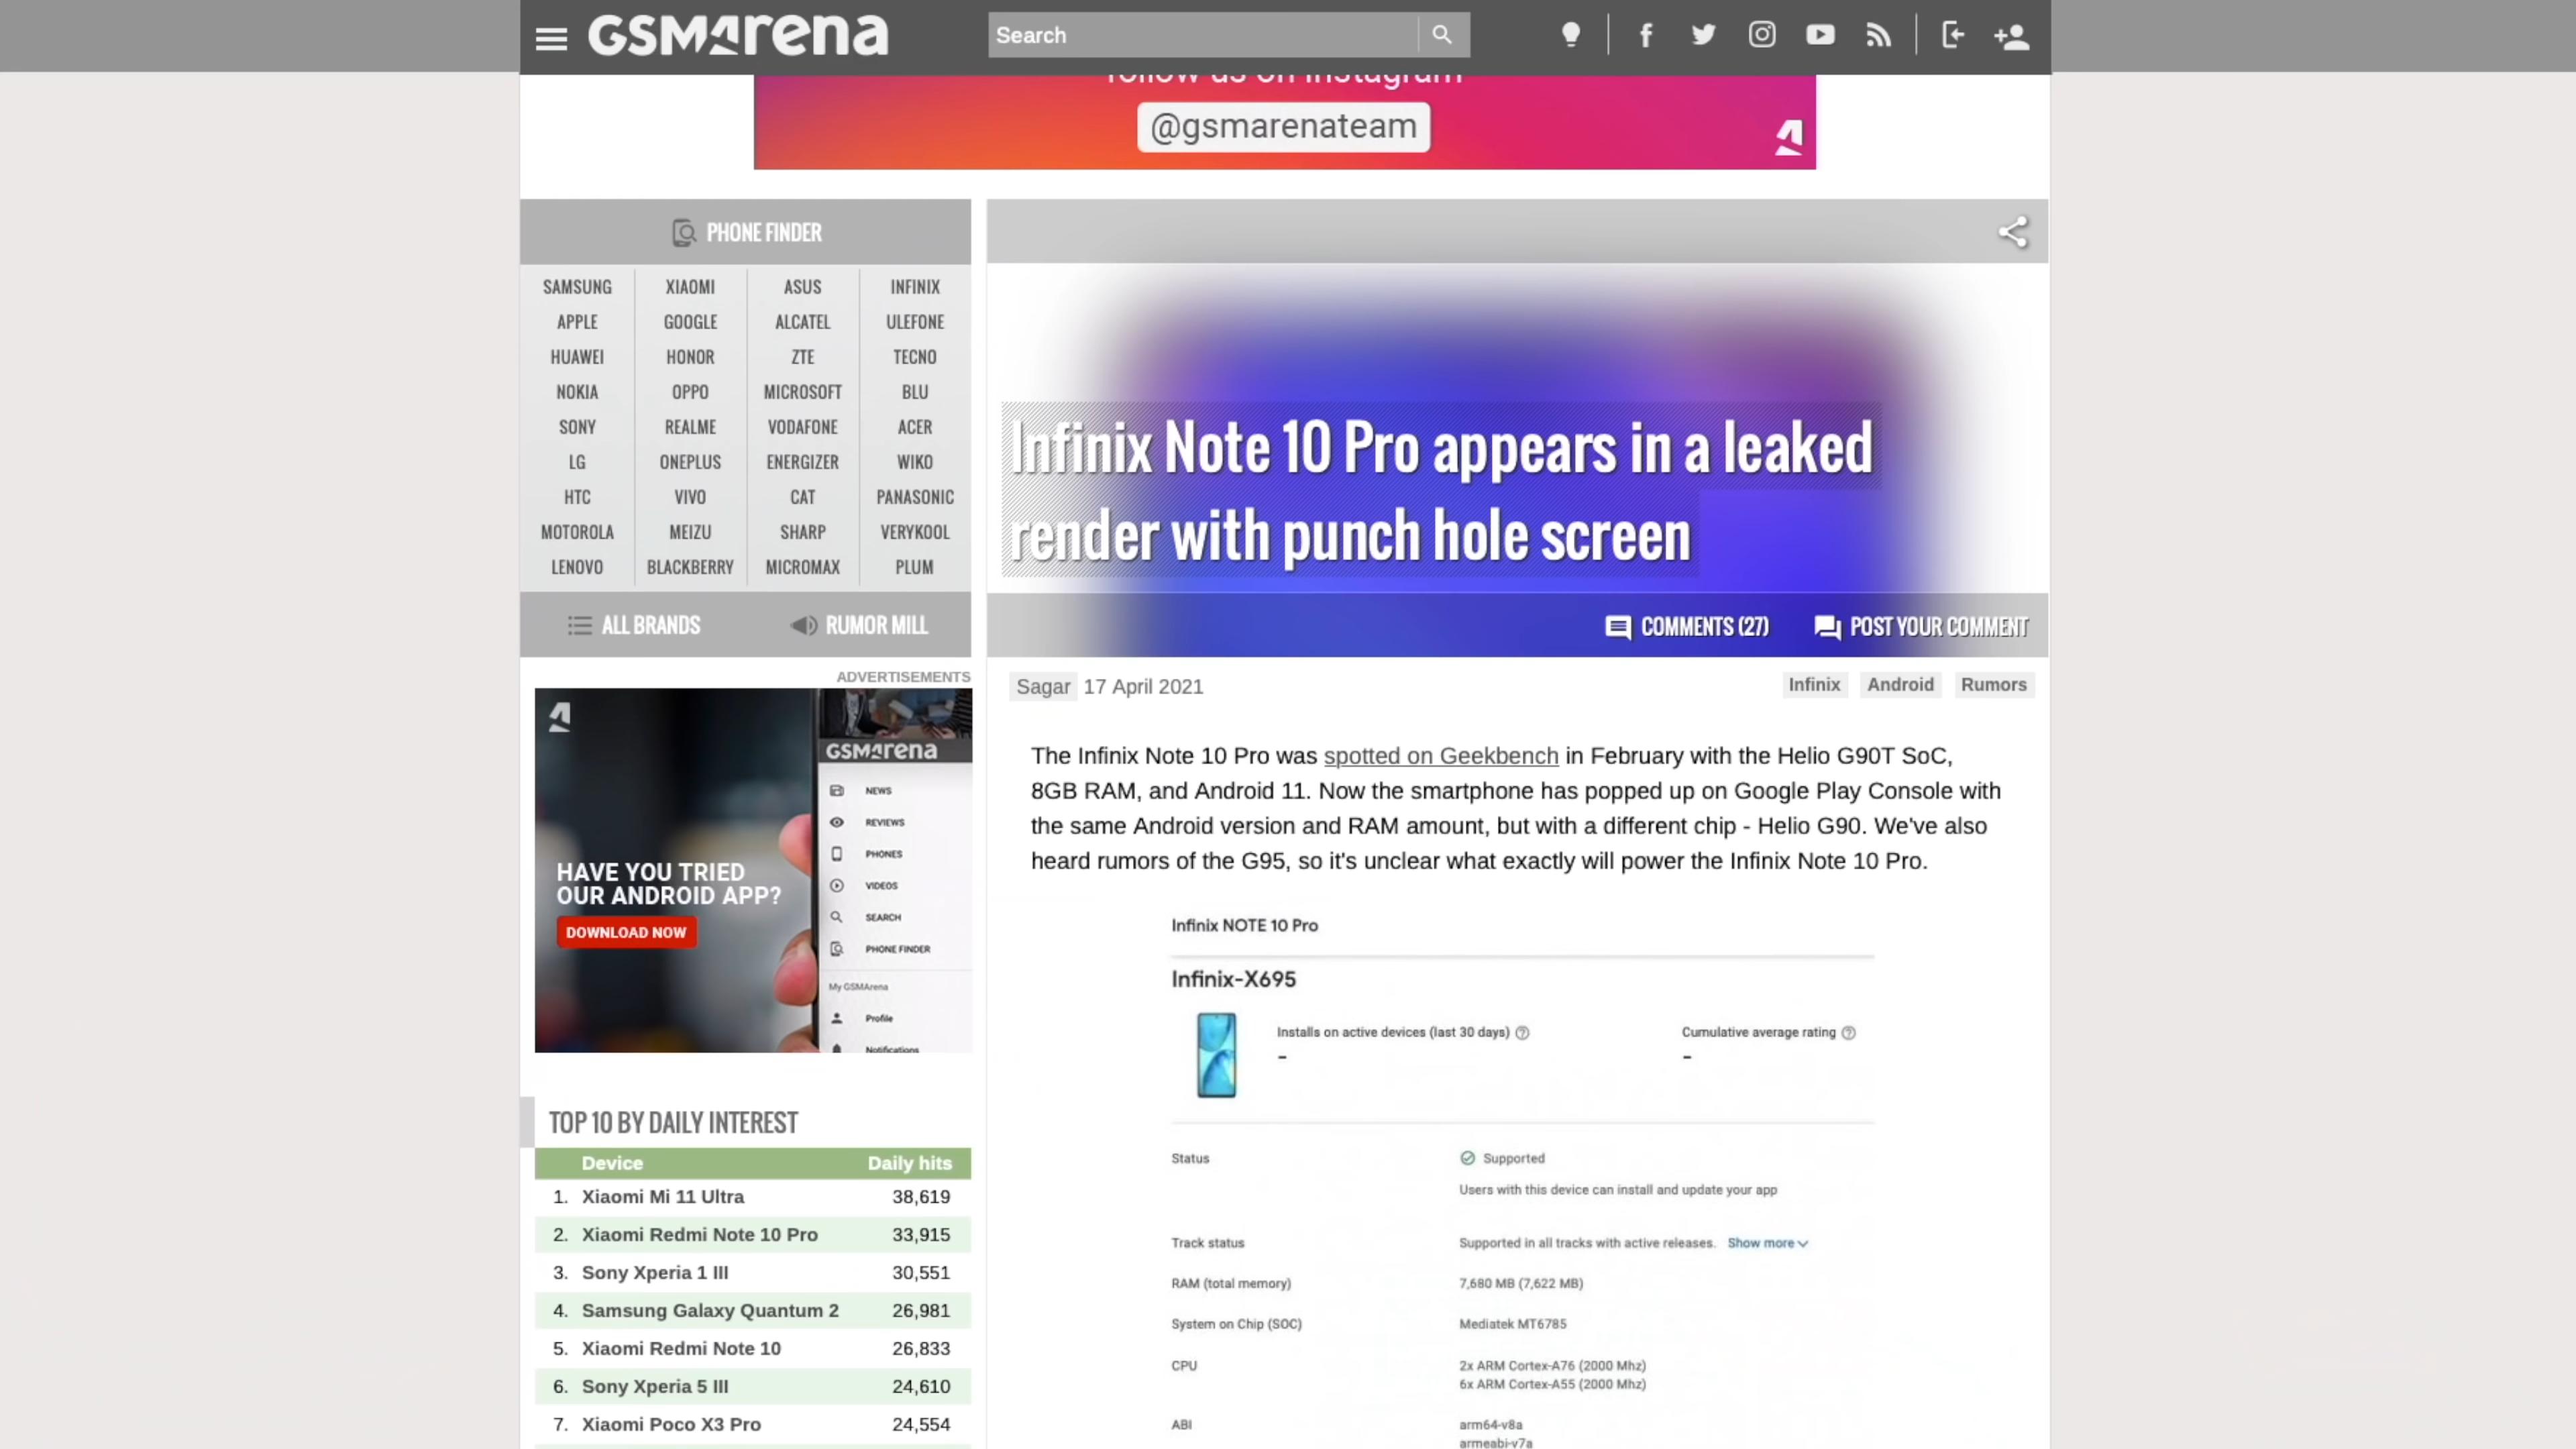 GSMArena
Search
follow us on Instagram
@gsmarenateam
PHONE FINDER
SAMSUNG XIAOMI ASUS INFINIX
APPLE GOOGLE ALCATEL ULEFONE
HUAWEI HONOR ZTE TECNO
NOKIA OPPO MICROSOFT BLU
SONY REALME VODAFONE ACER
LG ONEPLUS ENERGIZER WIKO
HTC VIVO CAT PANASONIC
MOTOROLA MEIZU SHARP VERYKOOL
LENOVO BLACKBERRY MICROMAX PLUM
ALL BRANDS RUMOR MILL
Infinix Note 10 Pro appears in a leaked
render with punch hole screen
COMMENTS (27) POST YOUR COMMENT
ADVERTISEMENTS
GSMArena
NEWS
REVIEWS
PHONES
VIDEOS
SEARCH
PHONE FINDER
My GSMArena
Profile
Notifications
HAVE YOU TRIED
OUR ANDROID APP?
DOWNLOAD NOW
TOP 10 BY DAILY INTEREST
Device Daily hits
1. Xiaomi Mi 11 Ultra 38,619
2. Xiaomi Redmi Note 10 Pro 33,915
3. Sony Xperia 1 III 30,551
4. Samsung Galaxy Quantum 2 26,981
5. Xiaomi Redmi Note 10 26,833
6. Sony Xperia 5 III 24,610
7. Xiaomi Poco X3 Pro 24,554
Sagar 17 April 2021 Infinix Android Rumors
The Infinix Note 10 Pro was spotted on Geekbench in February with the Helio G90T SoC,
8GB RAM, and Android 11. Now the smartphone has popped up on Google Play Console with
the same Android version and RAM amount, but with a different chip - Helio G90. We've also
heard rumors of the G95, so it's unclear what exactly will power the Infinix Note 10 Pro.
Infinix NOTE 10 Pro
Infinix-X695
Installs on active devices (last 30 days) Cumulative average rating
- -
Status Supported
Users with this device can install and update your app
Track status Supported in all tracks with active releases. Show more
RAM (total memory) 7,680 MB (7,622 MB)
System on Chip (SOC) Mediatek MT6785
CPU 2x ARM Cortex-A76 (2000 Mhz)
6x ARM Cortex-A55 (2000 Mhz)
ABI arm64-v8a
armeabi-v7a